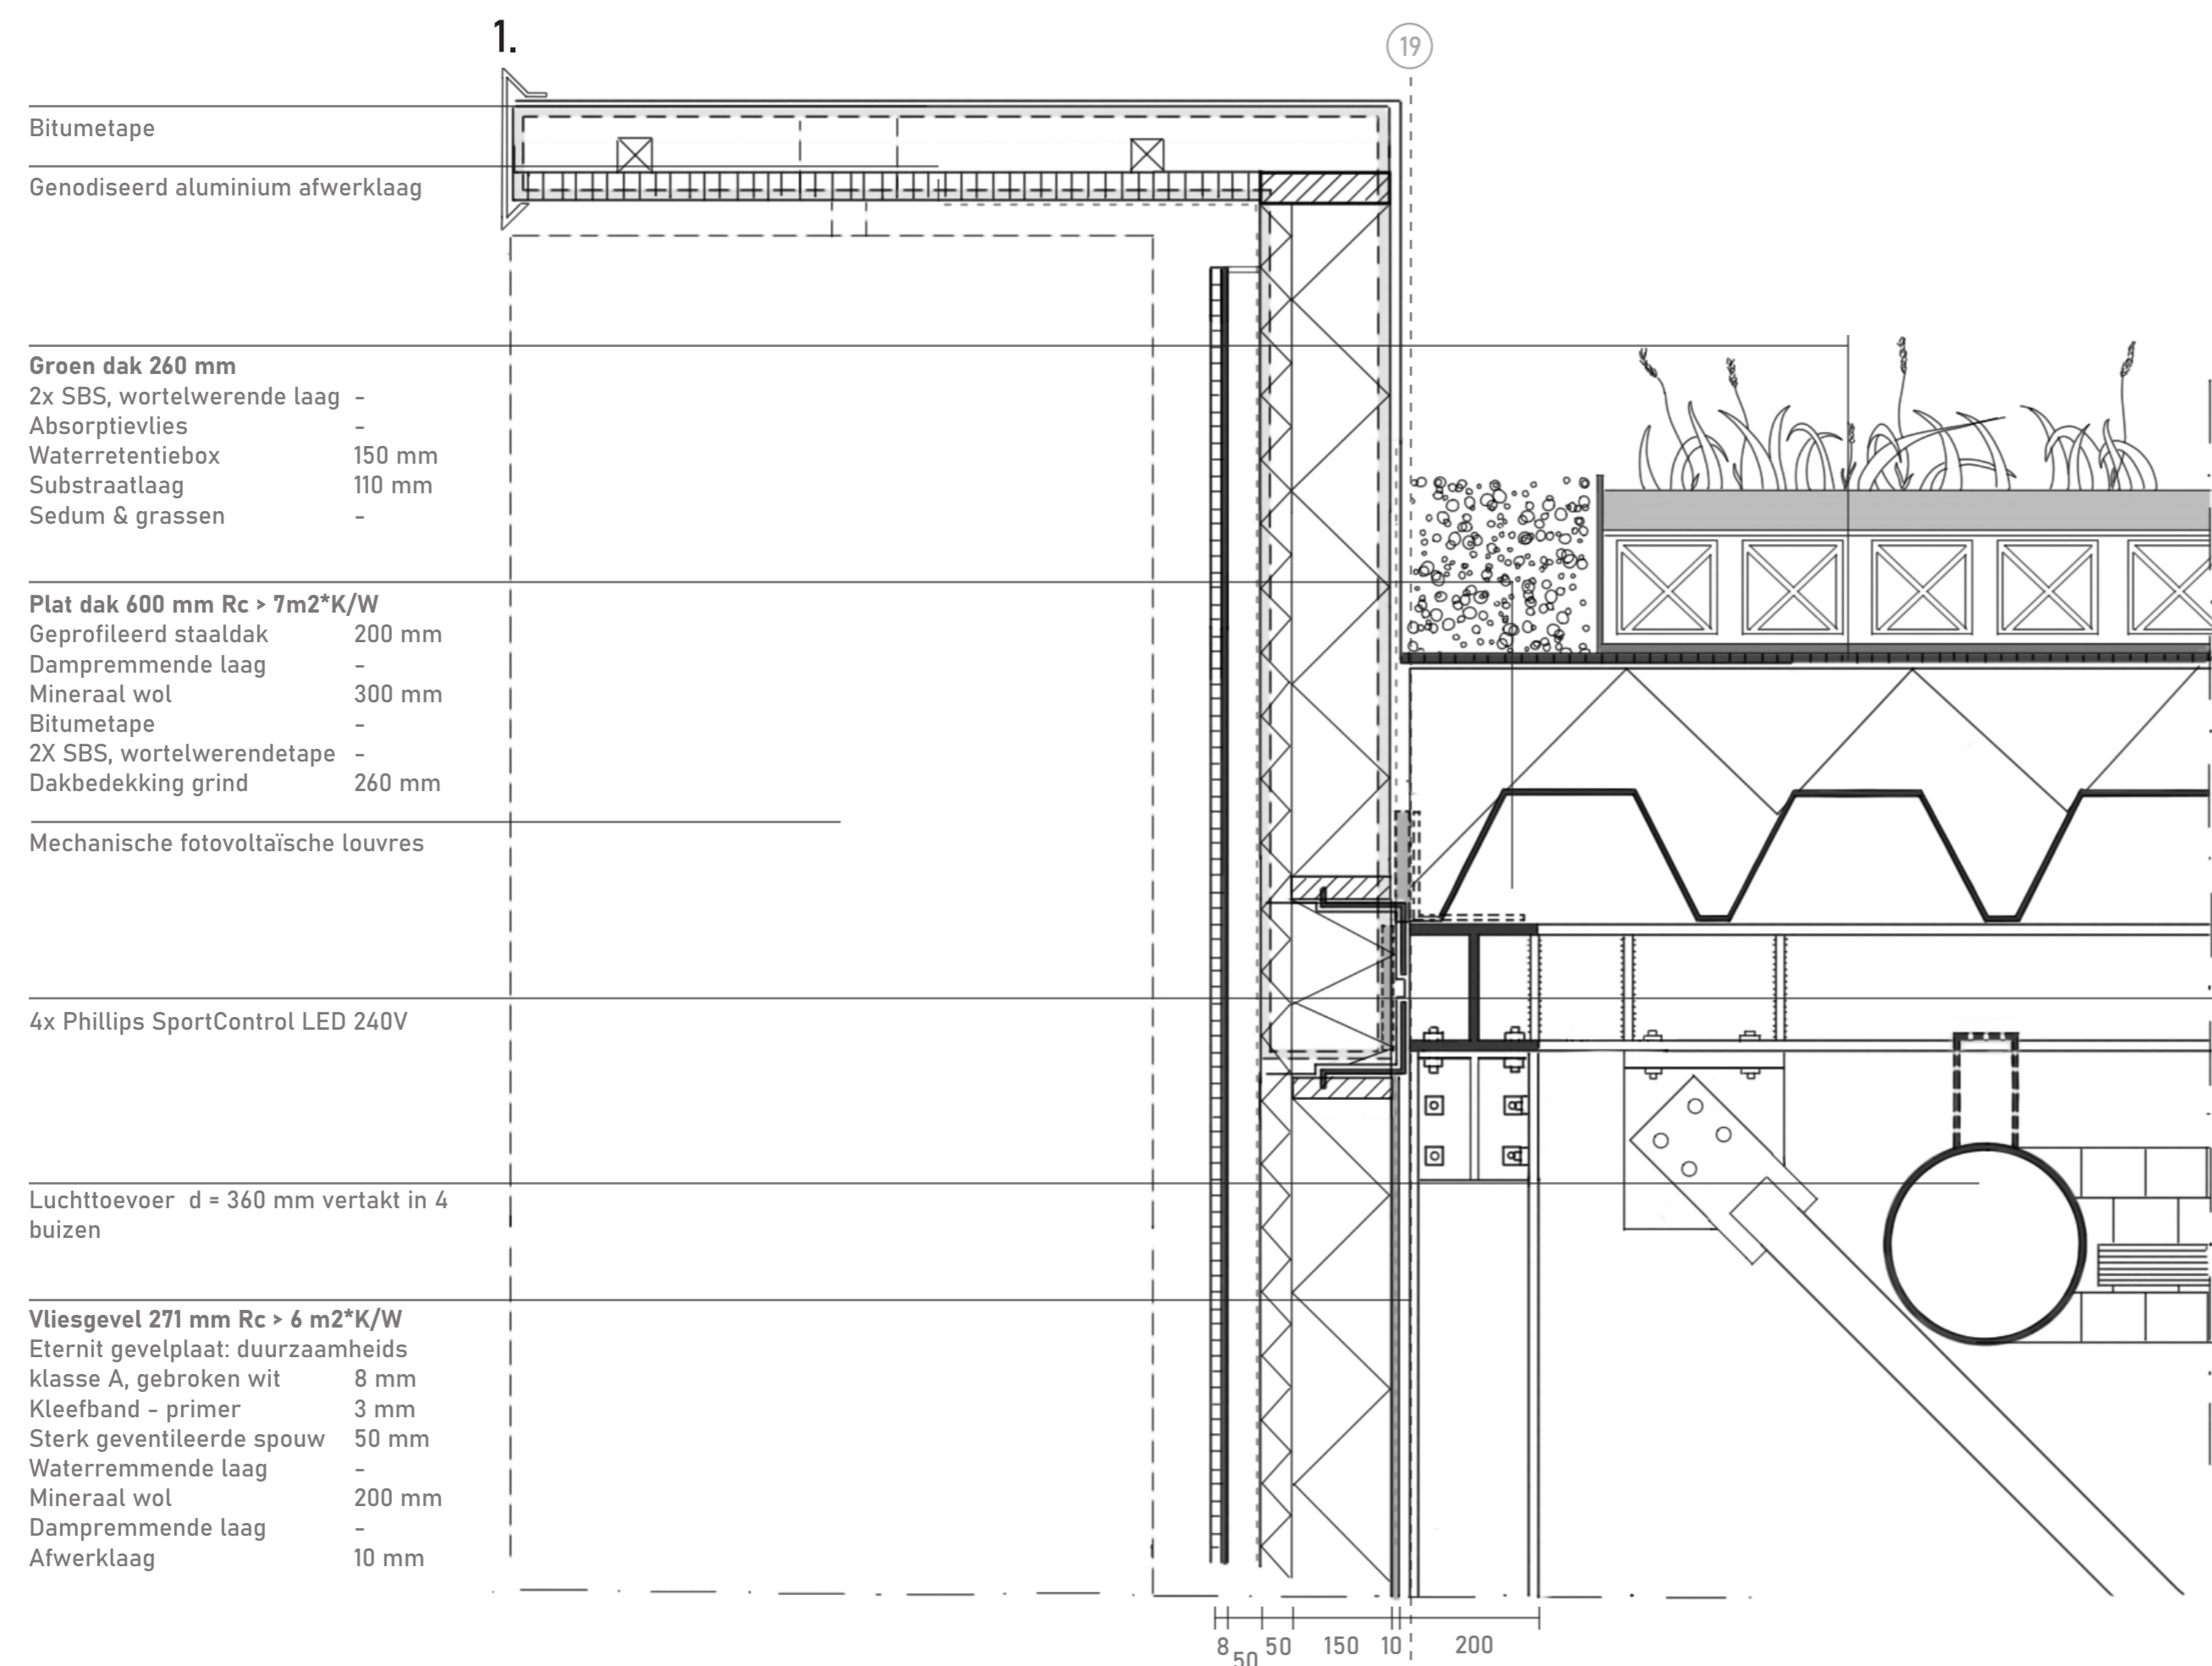 1.
19
Bitumetape
Genodiseerd aluminium afwerklaag
Groen dak 260 mm
2x SBS, wortelwerende laag -
Absorptievlies -
Waterretentiebox 150 mm
Substraatlaag 110 mm
Sedum & grassen -
Plat dak 600 mm Rc > 7m2*K/W
Geprofileerd staaldak 200 mm
Dampremmende laag -
Mineraal wol 300 mm
Bitumetape -
2X SBS, wortelwerendetape -
Dakbedekking grind 260 mm
Mechanische fotovoltaïsche louvres
4x Phillips SportControl LED 240V
Luchttoevoer d = 360 mm vertakt in 4
buizen
Vliesgevel 271 mm Rc > 6 m2*K/W
Eternit gevelplaat: duurzaamheids
klasse A, gebroken wit 8 mm
Kleefband - primer 3 mm
Sterk geventileerde spouw 50 mm
Waterremmende laag -
Mineraal wol 200 mm
Dampremmende laag -
Afwerklaag 10 mm
8 50 50 150 10 200